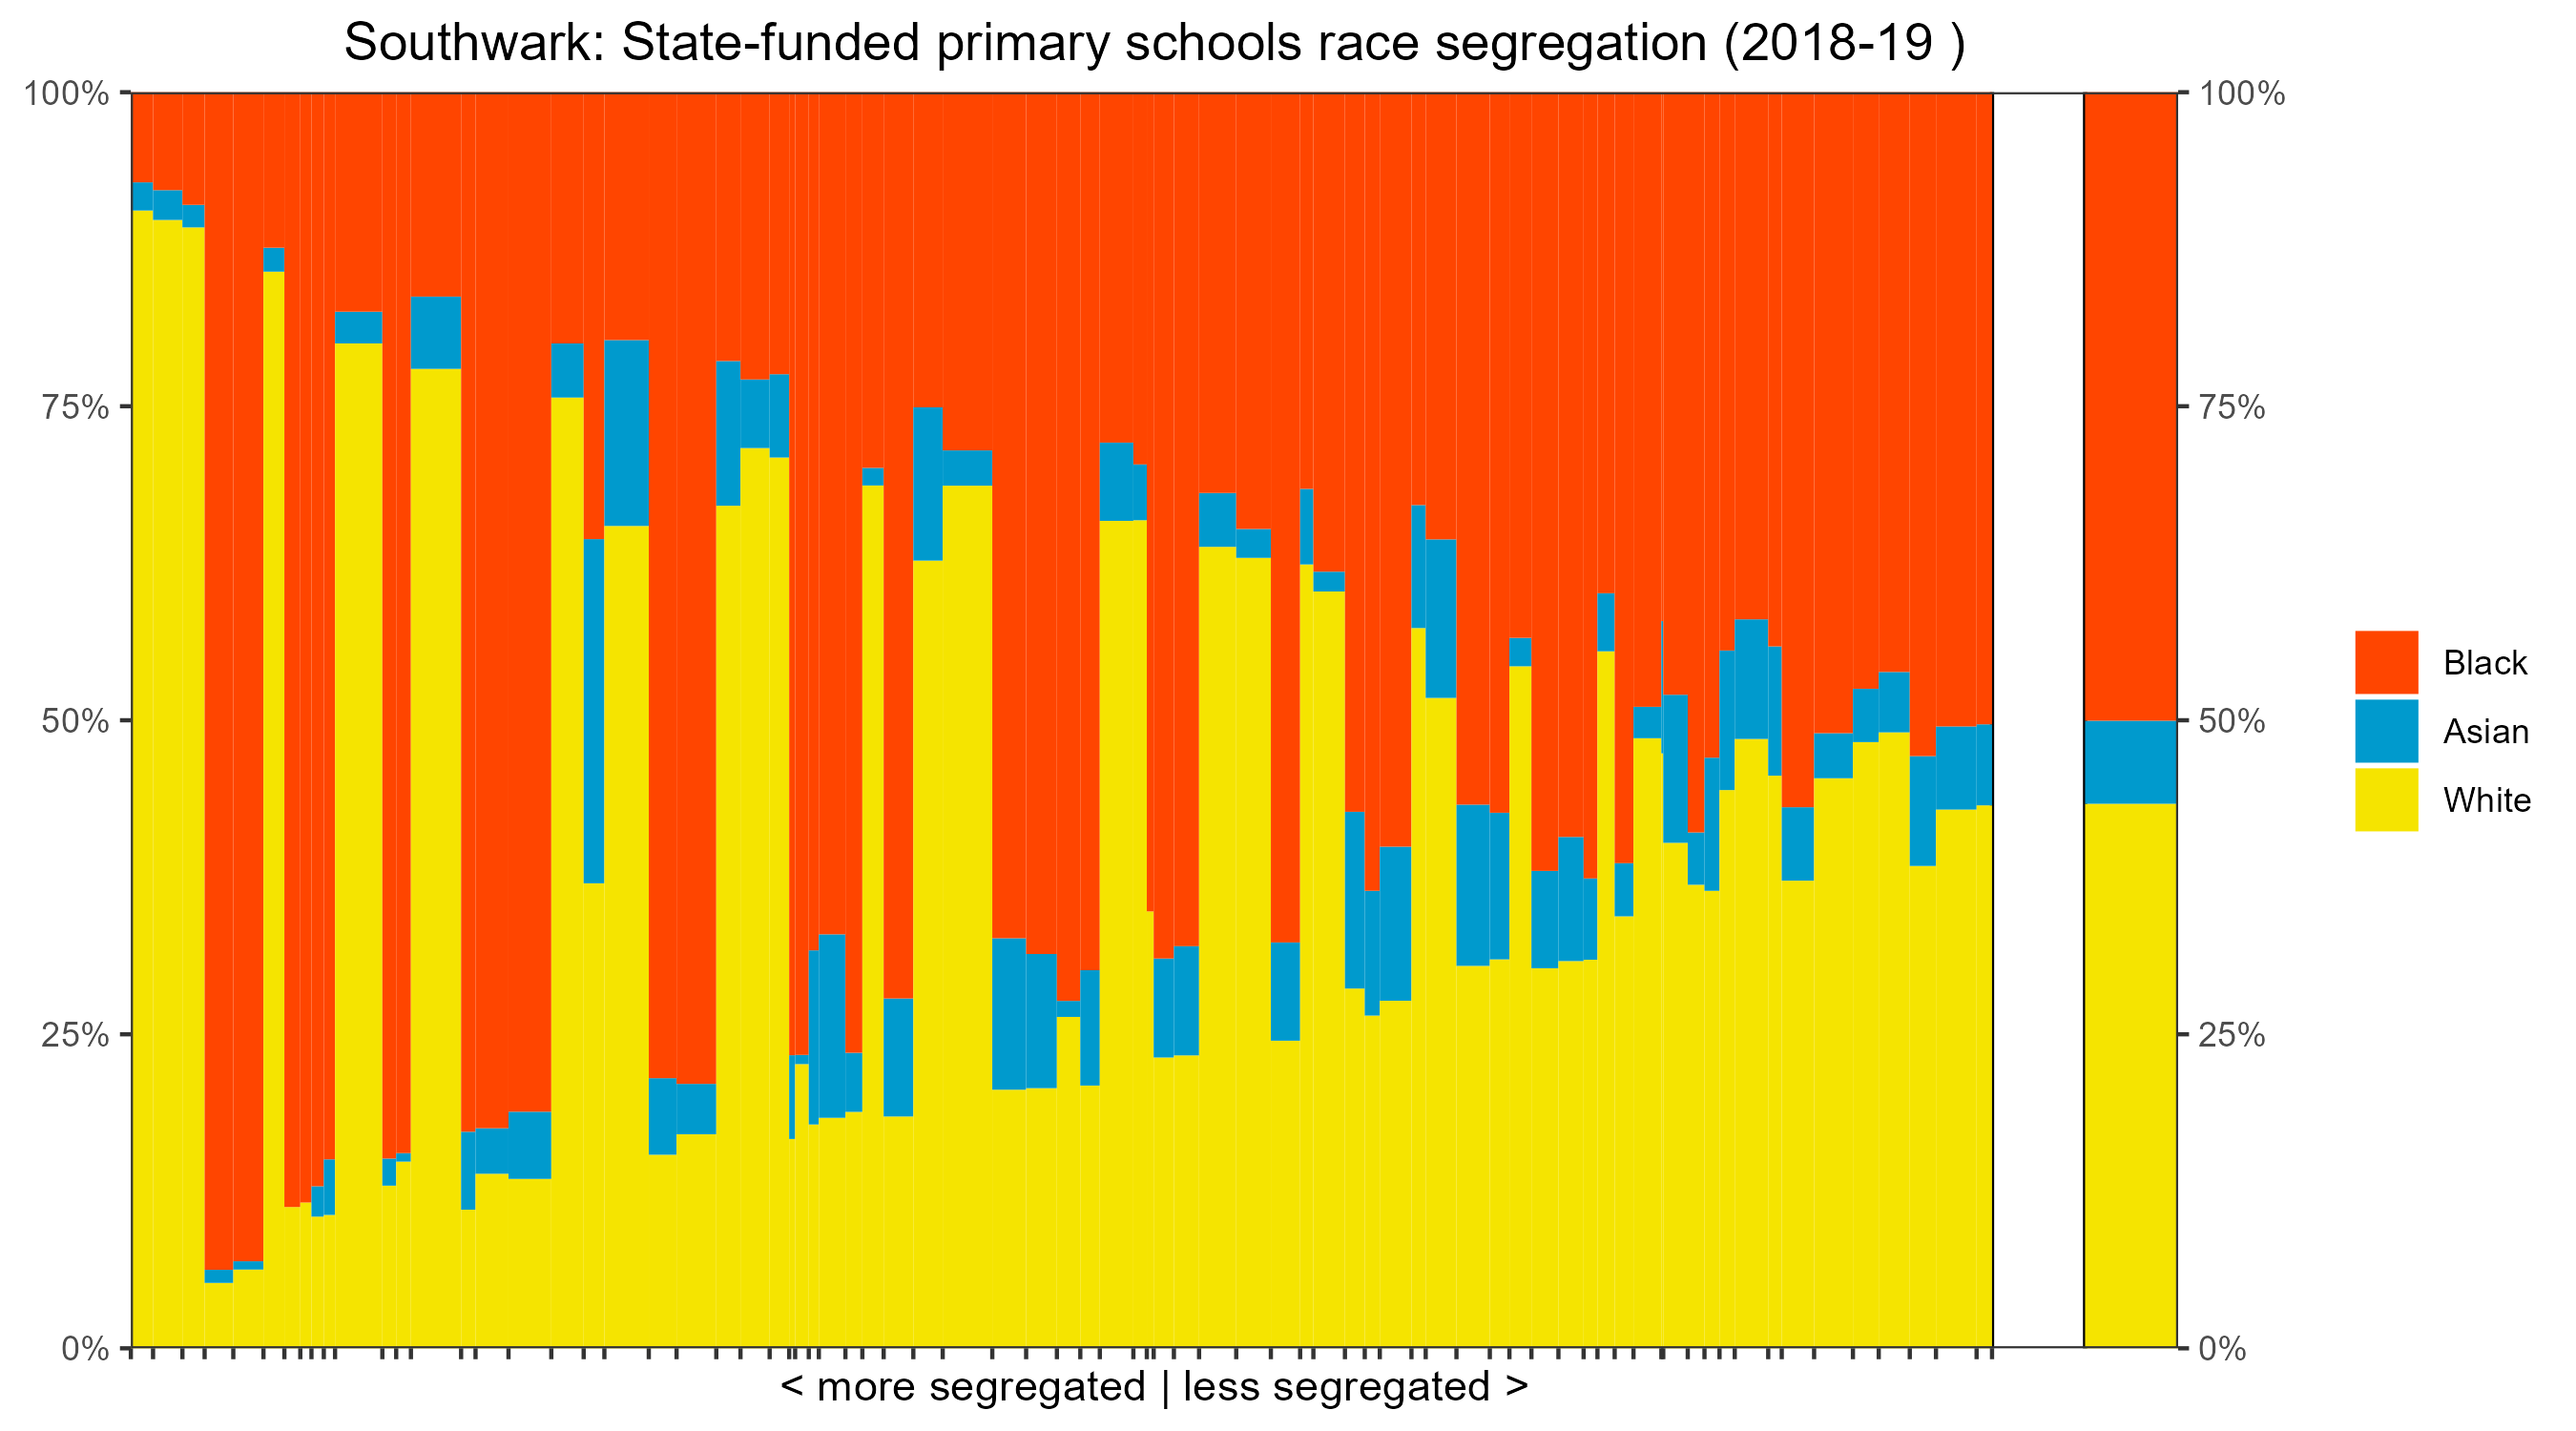 Southwark: State-funded primary schools race segregation (2018-19 )
100%
75%
50%
25%
0%
100%
75%
50%
25%
0%
Black
Asian
White
< more segregated | less segregated >